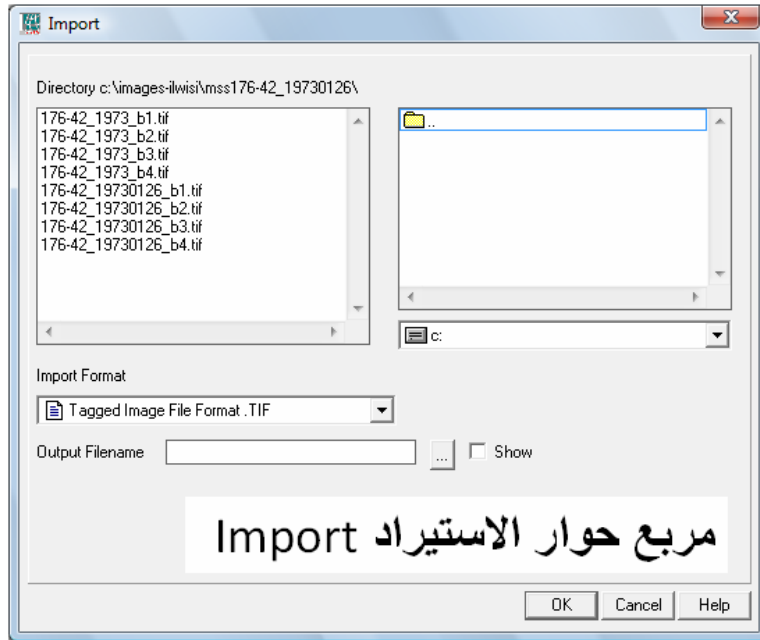 Import
Directory c:\images-ilwisi\mss176-42_19730126\
176-42_1973_b1.tif
176-42_1973_b2.tif
176-42_1973_b3.tif
176-42_1973_b4.tif
176-42_19730126_b1.tif
176-42_19730126_b2.tif
176-42_19730126_b3.tif
176-42_19730126_b4.tif
..
c:
Import Format
Tagged Image File Format .TIF
Output Filename
...
Show
مربع حوار الاستيراد Import
OK
Cancel
Help